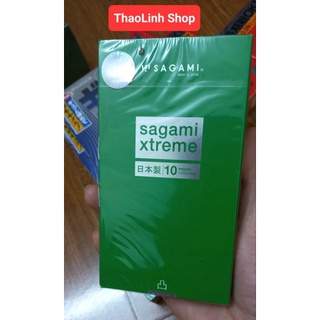 ThaoLinh Shop
SAGAMI®
sagami
xtreme
日本製 10